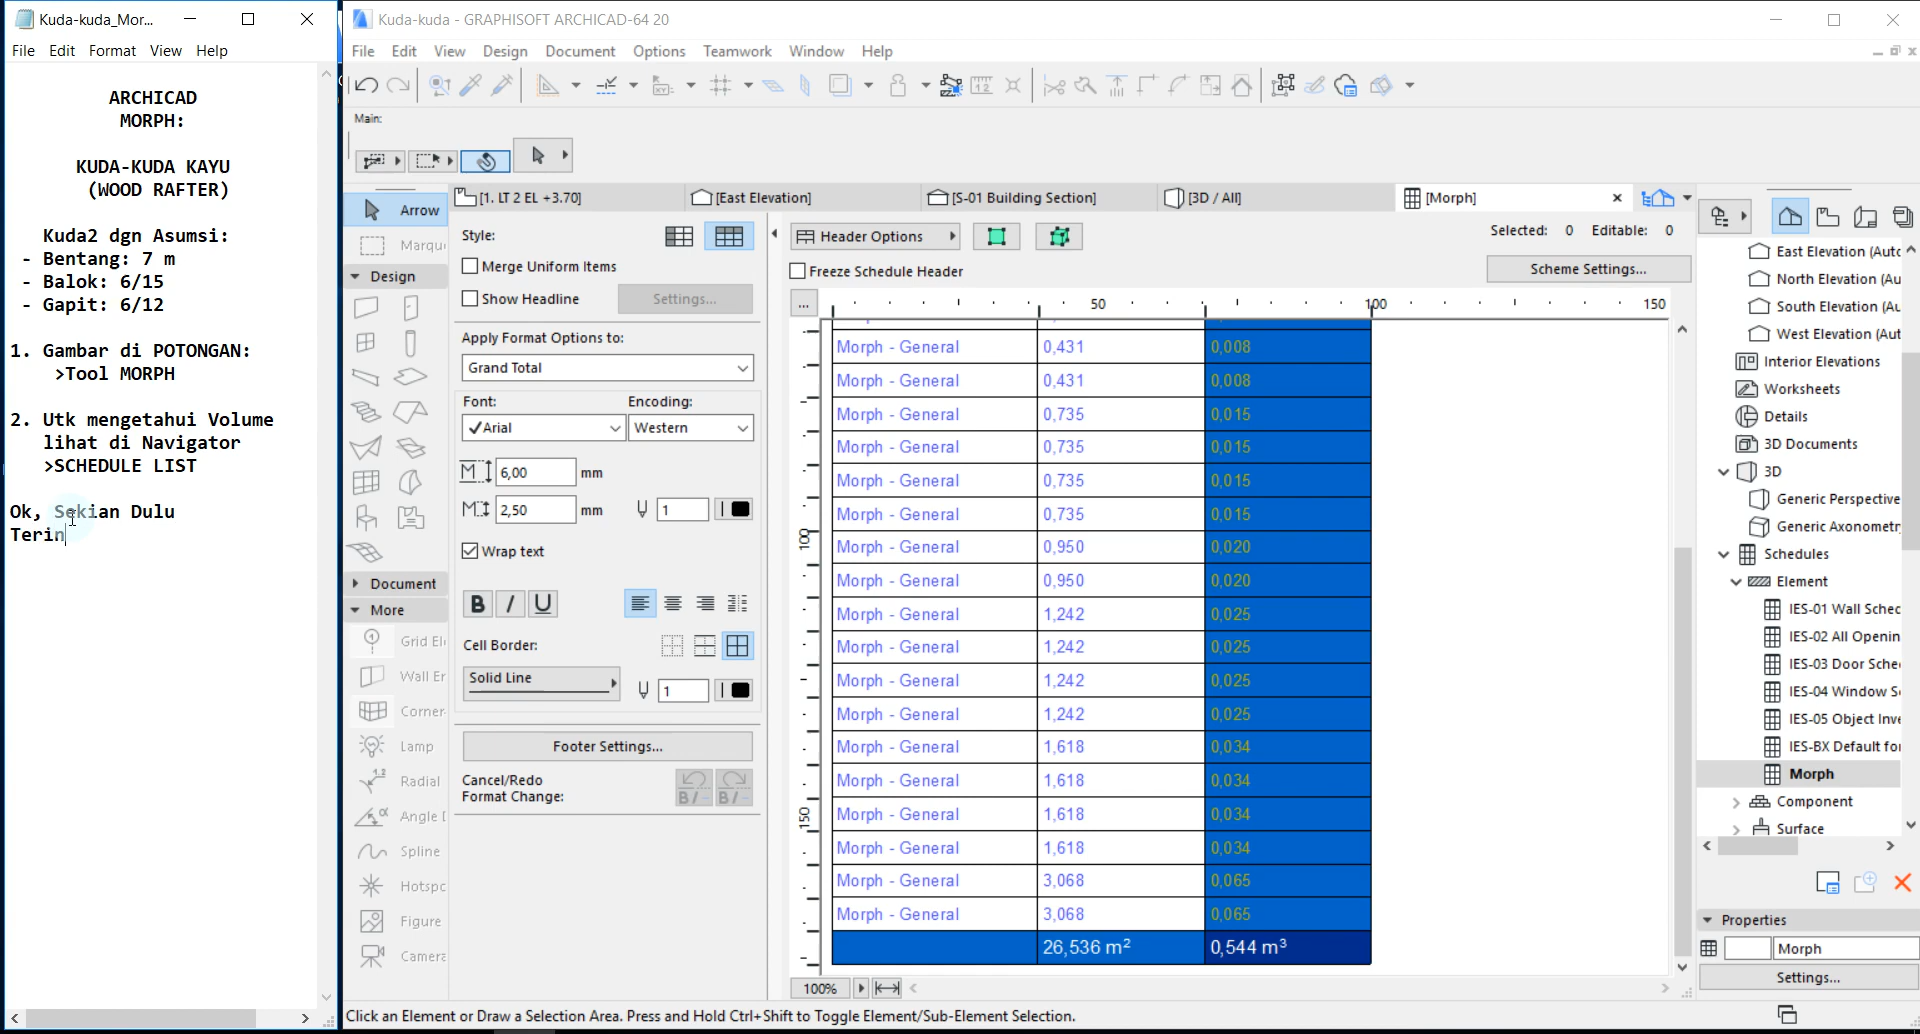 Kuda-kuda_Mor...
File Edit Format View Help
ARCHICAD
MORPH:
KUDA-KUDA KAYU
(WOOD RAFTER)
Kuda2 dgn Asumsi:
- Bentang: 7 m
- Balok: 6/15
- Gapit: 6/12
1. Gambar di POTONGAN:
>Tool MORPH
2. Utk mengetahui Volume
lihat di Navigator
>SCHEDULE LIST
Ok, Sekian Dulu
Terin
Kuda-kuda - GRAPHISOFT ARCHICAD-64 20
File Edit View Design Document Options Teamwork Window Help
Main:
[1. LT 2 EL +3.70] [East Elevation] [S-01 Building Section] [3D / All] [Morph]
Arrow
Marqu
Design
Document
More
Grid El
Wall Er
Corner
Lamp
Radial
Angle
Spline
Hotspo
Figure
Camera
Style:
Merge Uniform Items
Show Headline Settings...
Apply Format Options to:
Grand Total
Font: Encoding:
Arial Western
6,00 mm
2,50 mm 1
Wrap text
B I U
Cell Border:
Solid Line 1
Footer Settings...
Cancel/Redo
Format Change:
B/ B/
Header Options
Selected: 0 Editable: 0
Freeze Schedule Header
Scheme Settings...
... 50 100 150
100
150
Morph - General 0,431 0,008
Morph - General 0,431 0,008
Morph - General 0,735 0,015
Morph - General 0,735 0,015
Morph - General 0,735 0,015
Morph - General 0,735 0,015
Morph - General 0,950 0,020
Morph - General 0,950 0,020
Morph - General 1,242 0,025
Morph - General 1,242 0,025
Morph - General 1,242 0,025
Morph - General 1,242 0,025
Morph - General 1,618 0,034
Morph - General 1,618 0,034
Morph - General 1,618 0,034
Morph - General 1,618 0,034
Morph - General 3,068 0,065
Morph - General 3,068 0,065
26,536 m² 0,544 m³
100%
East Elevation (Auto
North Elevation (Au
South Elevation (Au
West Elevation (Aut
Interior Elevations
Worksheets
Details
3D Documents
3D
Generic Perspective
Generic Axonometr
Schedules
Element
IES-01 Wall Sched
IES-02 All Openin
IES-03 Door Sche
IES-04 Window S
IES-05 Object Inve
IES-BX Default for
Morph
Component
Surface
Properties
Morph
Settings...
Click an Element or Draw a Selection Area. Press and Hold Ctrl+Shift to Toggle Element/Sub-Element Selection.